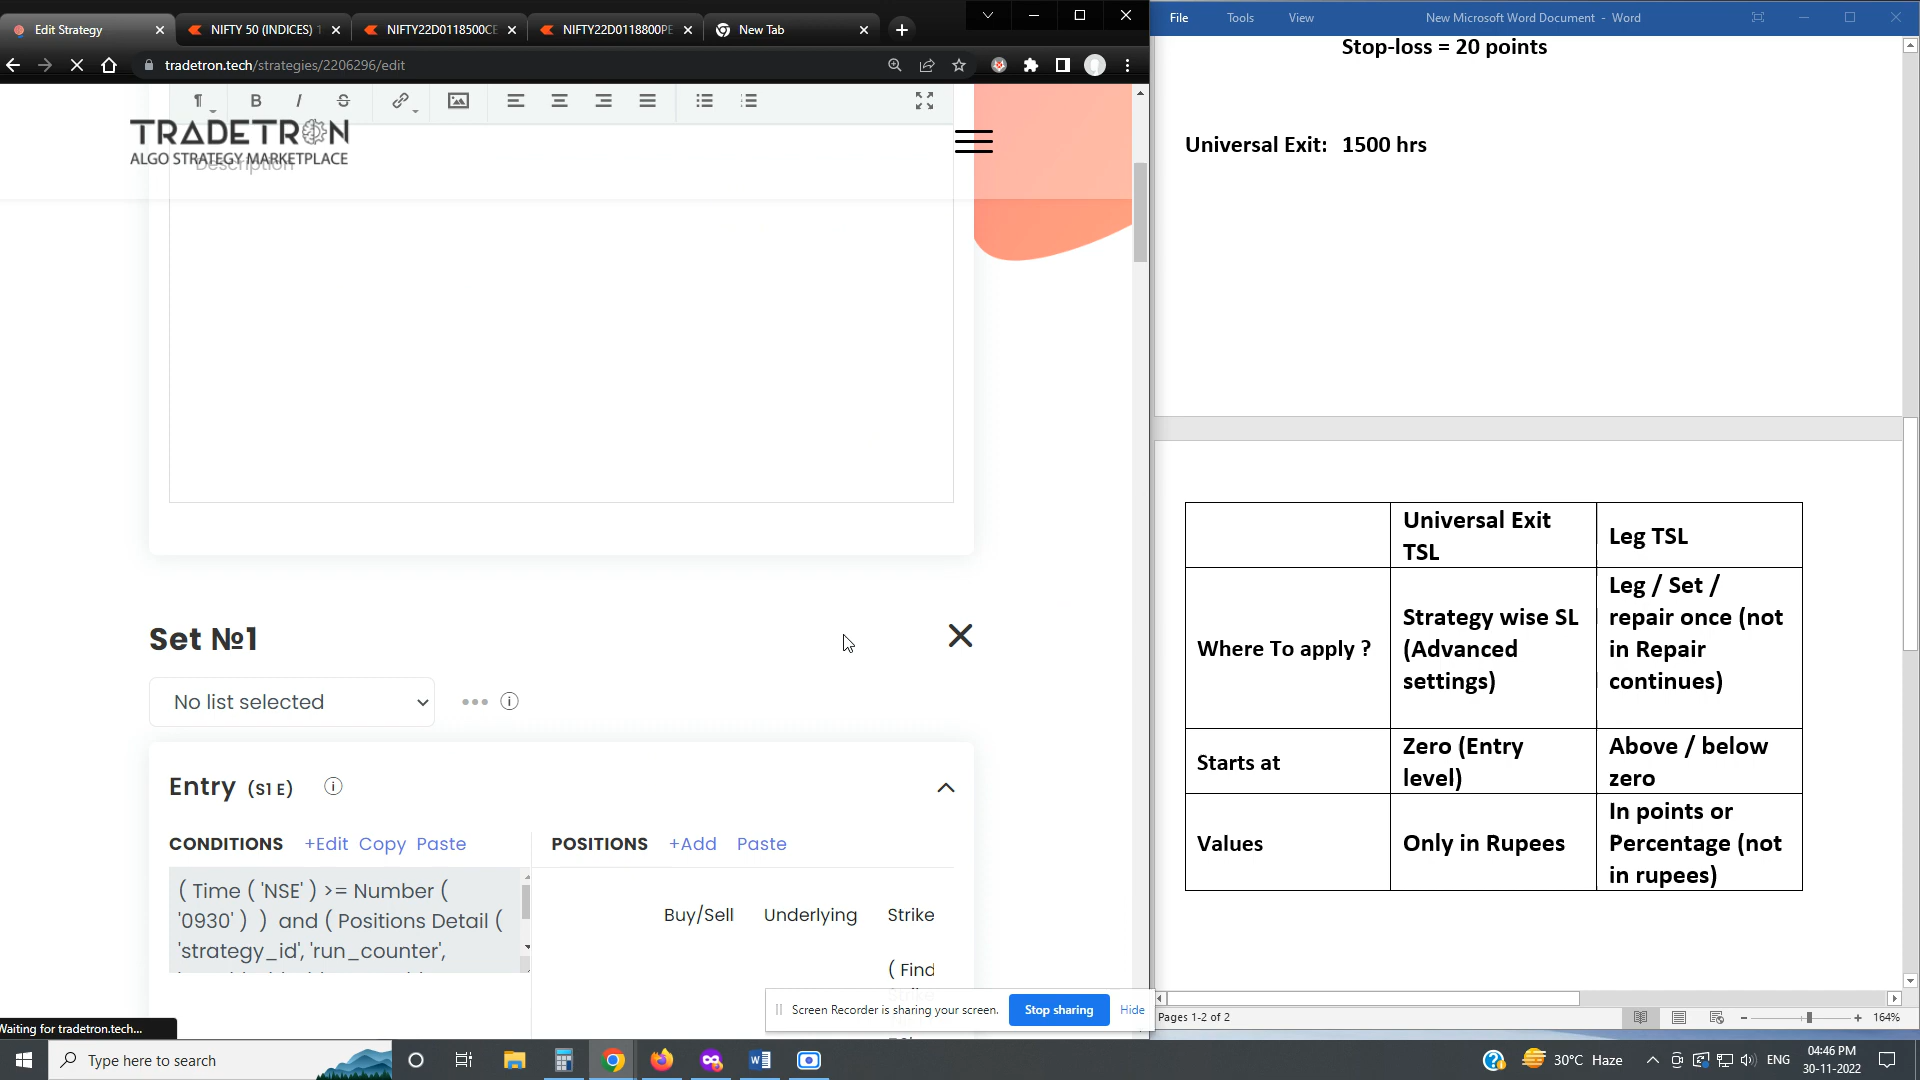 Edit Strategy
NIFTY 50 (INDICES) 1
NIFTY22D0118500CE
NIFTY22D0118800PE
New Tab
tradetron.tech/strategies/2206296/edit
TRADETRON
ALGO STRATEGY MARKETPLACE
Description
Set №1
No list selected
Entry (S1 E)
CONDITIONS +Edit Copy Paste
POSITIONS +Add Paste
( Time ( 'NSE' ) >= Number (
'0930' ) ) and ( Positions Detail (
'strategy_id', 'run_counter',
Buy/Sell Underlying Strike
( Find
Screen Recorder is sharing your screen. Stop sharing Hide
Waiting for tradetron.tech...
File Tools View New Microsoft Word Document - Word
Stop-loss = 20 points
Universal Exit: 1500 hrs
Universal Exit
TSL
Leg TSL
Where To apply ?
Strategy wise SL
(Advanced
settings)
Leg / Set /
repair once (not
in Repair
continues)
Starts at
Zero (Entry
level)
Above / below
zero
Values
Only in Rupees
In points or
Percentage (not
in rupees)
Pages 1-2 of 2
164%
Type here to search
30°C Haze
ENG
04:46 PM
30-11-2022